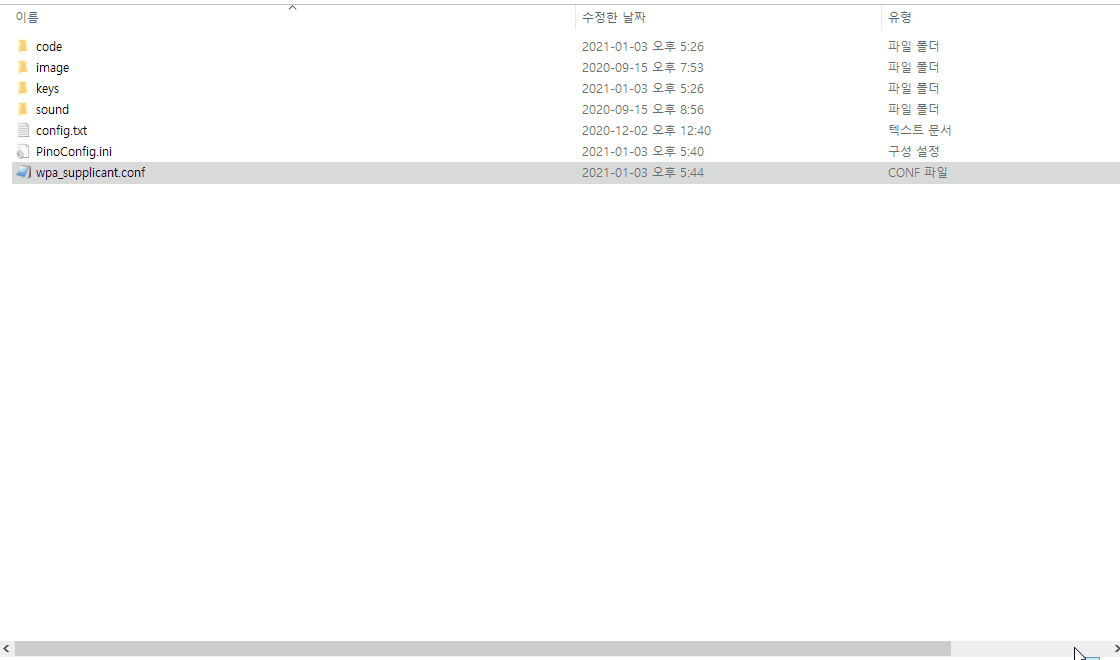 이름 수정한 날짜 유형
code 2021-01-03 오후 5:26 파일 폴더
image 2020-09-15 오후 7:53 파일 폴더
keys 2021-01-03 오후 5:26 파일 폴더
sound 2020-09-15 오후 8:56 파일 폴더
config.txt 2020-12-02 오후 12:40 텍스트 문서
PinoConfig.ini 2021-01-03 오후 5:40 구성 설정
wpa_supplicant.conf 2021-01-03 오후 5:44 CONF 파일